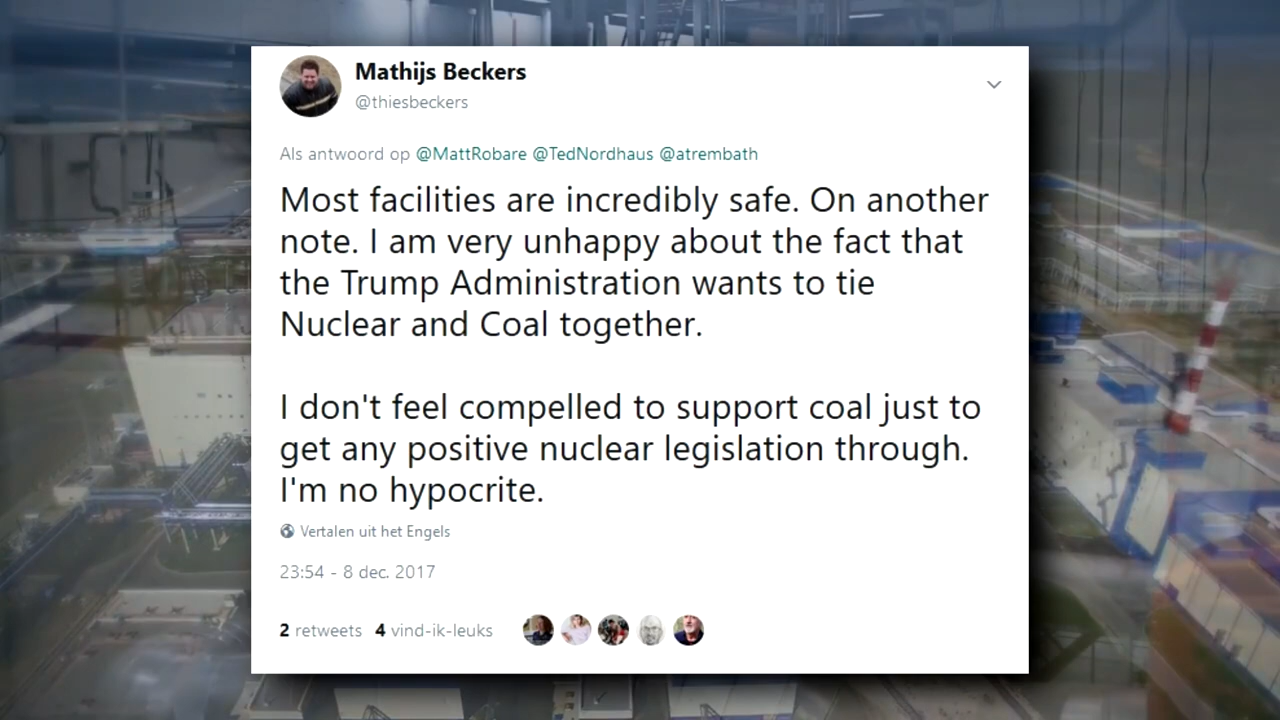 Mathijs Beckers
@thiesbeckers
Als antwoord op @MattRobare @TedNordhaus @atrembath
Most facilities are incredibly safe. On another
note. I am very unhappy about the fact that
the Trump Administration wants to tie
Nuclear and Coal together.
I don't feel compelled to support coal just to
get any positive nuclear legislation through.
I'm no hypocrite.
Vertalen uit het Engels
23:54 - 8 dec. 2017
2 retweets 4 vind-ik-leuks